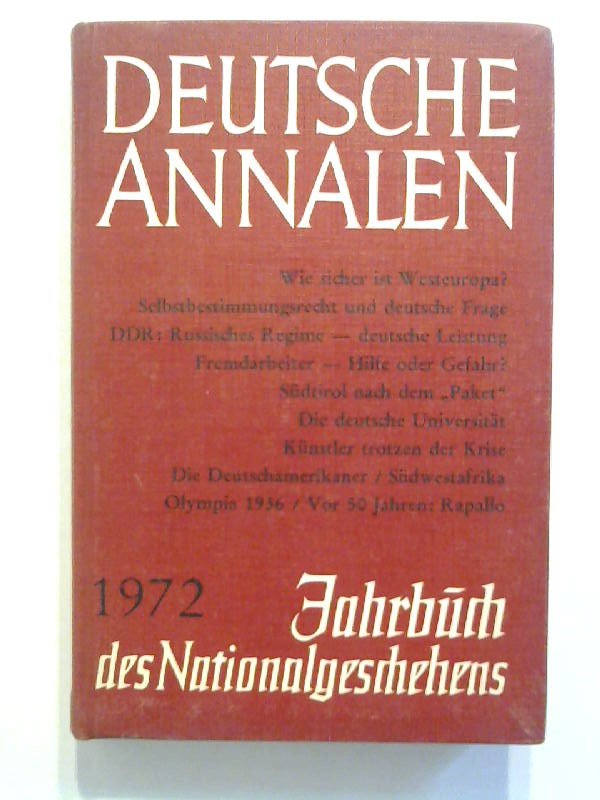 DEUTSCHE
ANNALEN
Wie sicher ist Westeuropa?
Selbstbestimmungsrecht und deutsche Frage
DDR: Russisches Regime — deutsche Leistung
Fremdarbeiter — Hilfe oder Gefahr?
Südtirol nach dem „Paket“
Die deutsche Universität
Künstler trotzen der Krise
Die Deutschamerikaner / Südwestafrika
Olympia 1936 / Vor 50 Jahren: Rapallo
1972 Jahrbuch
des Nationalgeschehens